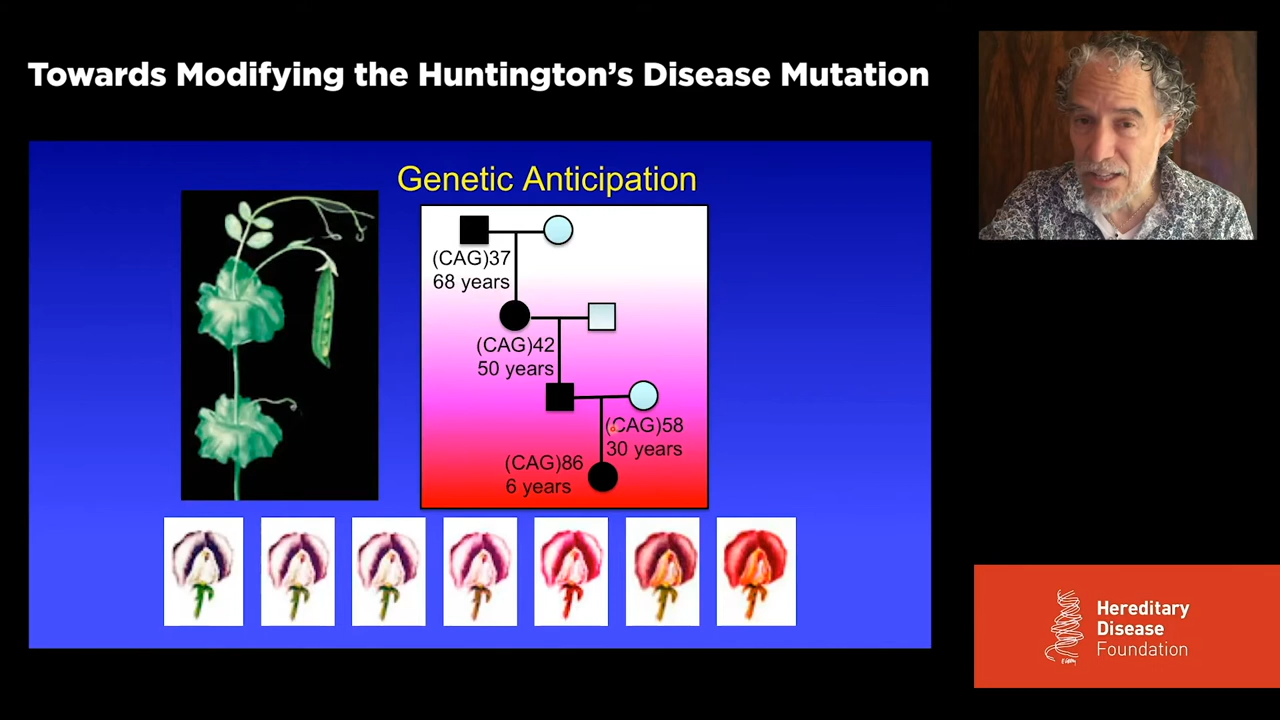 Towards Modifying the Huntington's Disease Mutation
Genetic Anticipation
(CAG)37
68 years
(CAG)42
50 years
(CAG)58
30 years
(CAG)86
6 years
Hereditary
Disease
Foundation